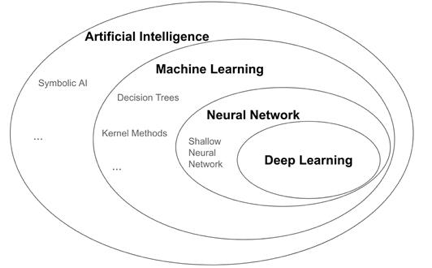 Artificial Intelligence
Machine Learning
Symbolic AI
Decision Trees
Neural Network
Kernel Methods
...
Shallow
Neural
Network
Deep Learning
...